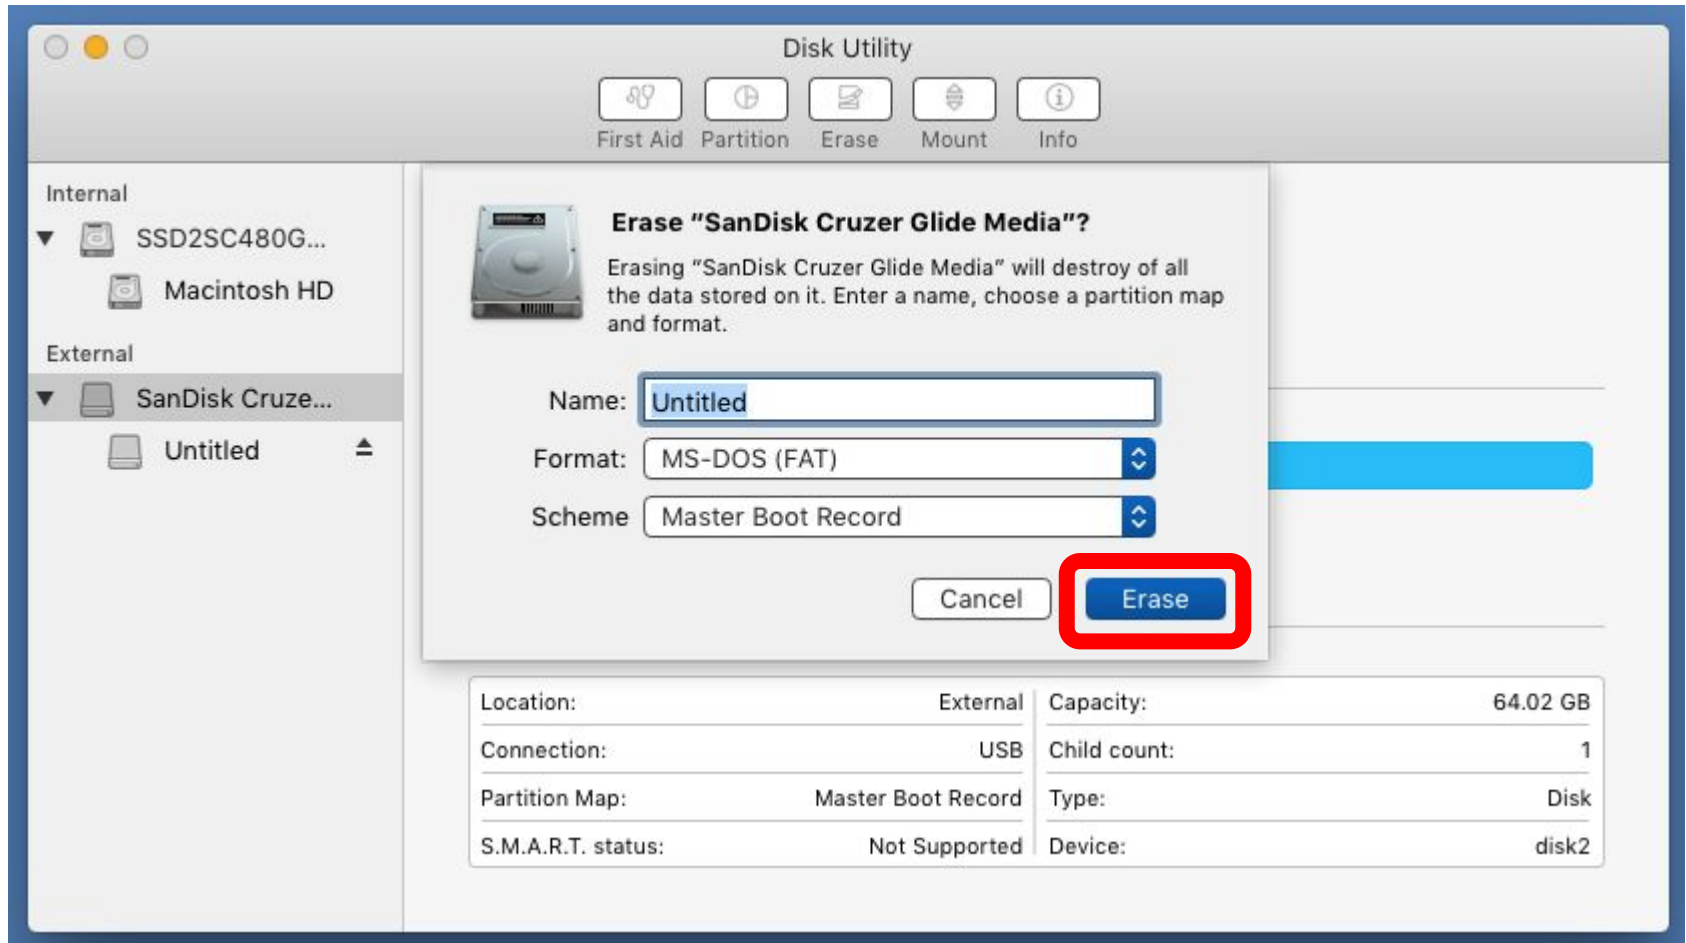 Disk Utility
First Aid Partition Erase Mount Info
Internal
SSD2SC480G...
Macintosh HD
External
SanDisk Cruze...
Untitled
Erase “SanDisk Cruzer Glide Media”?
Erasing “SanDisk Cruzer Glide Media” will destroy of all
the data stored on it. Enter a name, choose a partition map
and format.
Name: Untitled
Format: MS-DOS (FAT)
Scheme Master Boot Record
Cancel Erase
Location: External Capacity: 64.02 GB
Connection: USB Child count: 1
Partition Map: Master Boot Record Type: Disk
S.M.A.R.T. status: Not Supported Device: disk2